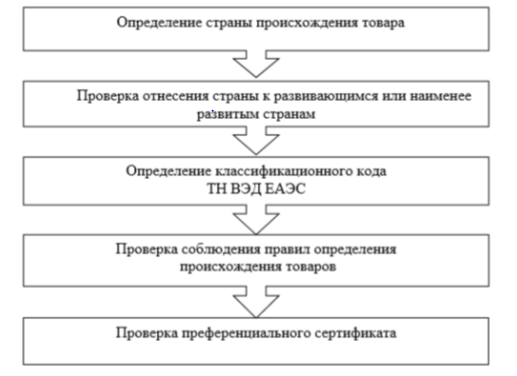 Определение страны происхождения товара
Проверка отнесения страны к развивающимся или наименее
развитым странам
Определение классификационного кода
ТН ВЭД ЕАЭС
Проверка соблюдения правил определения
происхождения товаров
Проверка преференциального сертификата